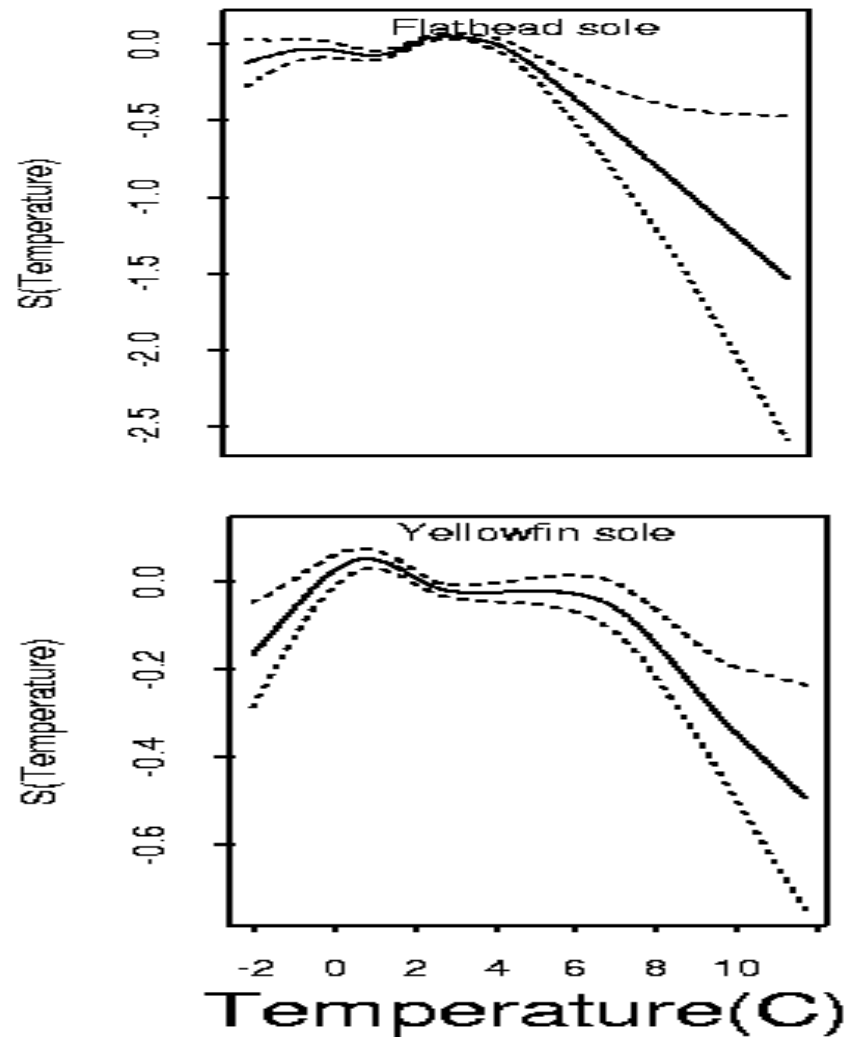 Flathead sole
0.0
-0.5
-1.0
-1.5
-2.0
-2.5
S(Temperature)
Yellowfin sole
0.0
-0.2
-0.4
-0.6
S(Temperature)
-2 0 2 4 6 8 10
Temperature(C)